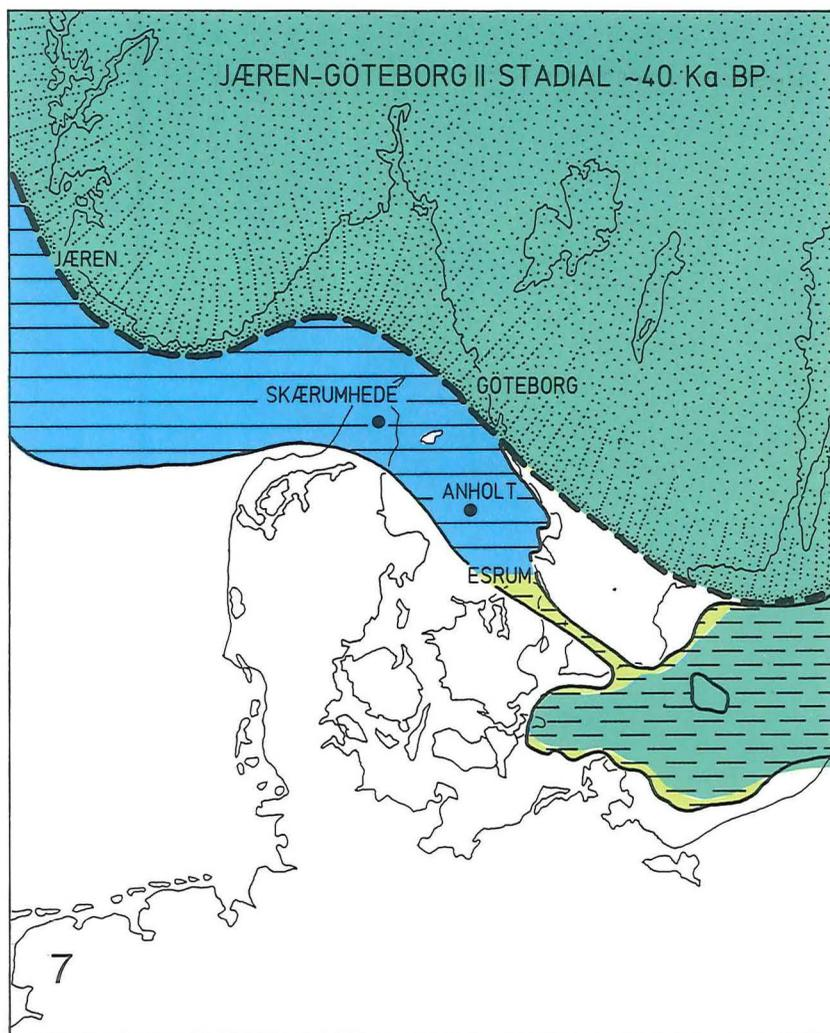 JÆREN-GÖTEBORG II STADIAL ~40 Ka BP
JÆREN
SKÆRUMHEDE
GÖTEBORG
ANHOLT
ESRUM
7